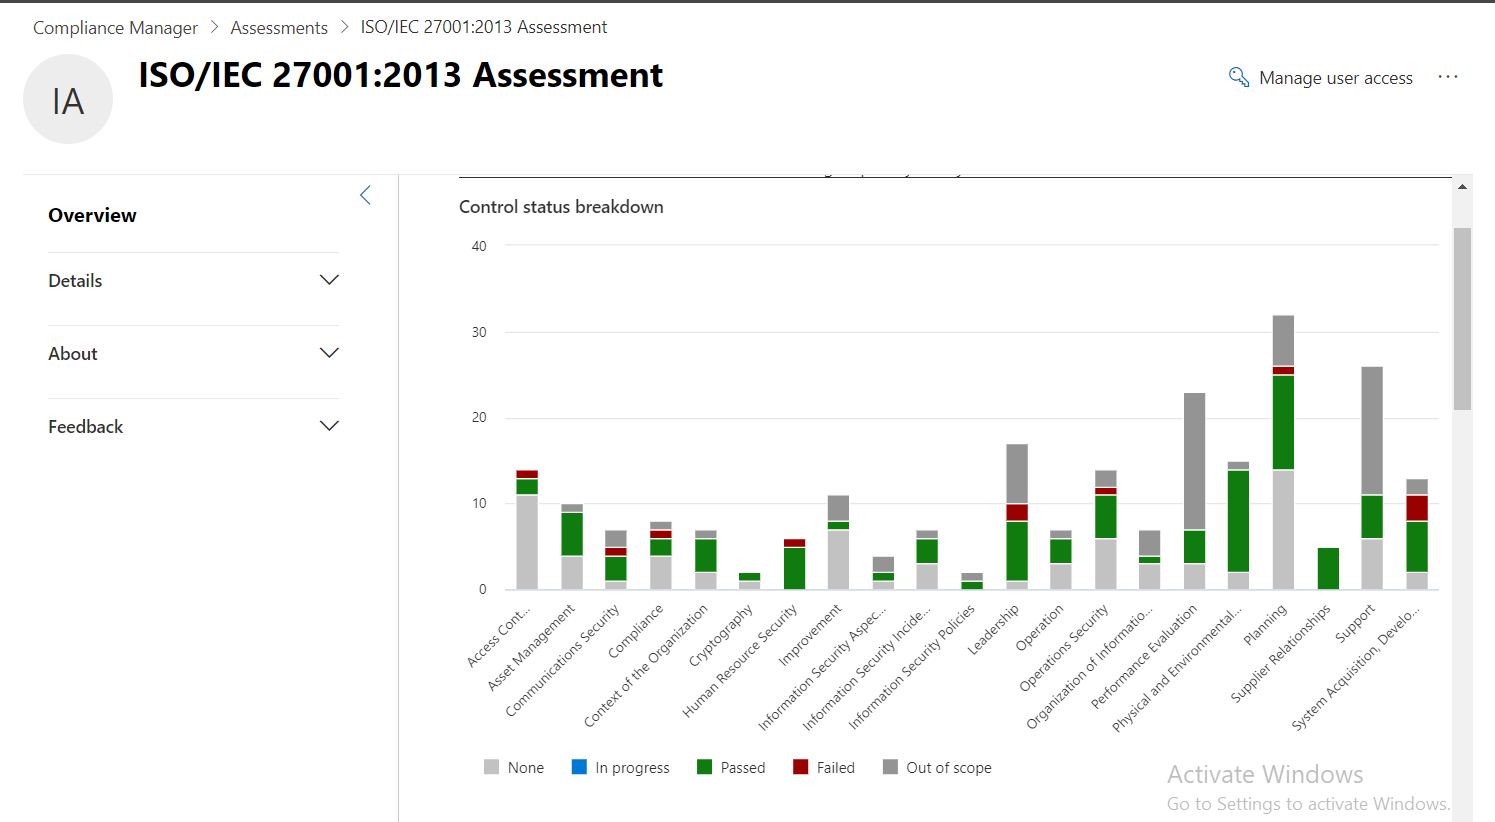 Compliance Manager > Assessments > ISO/IEC 27001:2013 Assessment
IA
ISO/IEC 27001:2013 Assessment
Manage user access ...
Overview
Details
About
Feedback
Control status breakdown
40
30
20
10
0
Access Cont...
Asset Management
Communications Security
Compliance
Context of the Organization
Cryptography
Human Resource Security
Improvement
Information Security Aspec...
Information Security Incide...
Information Security Policies
Leadership
Operation
Operations Security
Organization of Informatio...
Performance Evaluation
Physical and Environmental...
Planning
Supplier Relationships
Support
System Acquisition, Develo...
None In progress Passed Failed Out of scope
Activate Windows
Go to Settings to activate Windows.